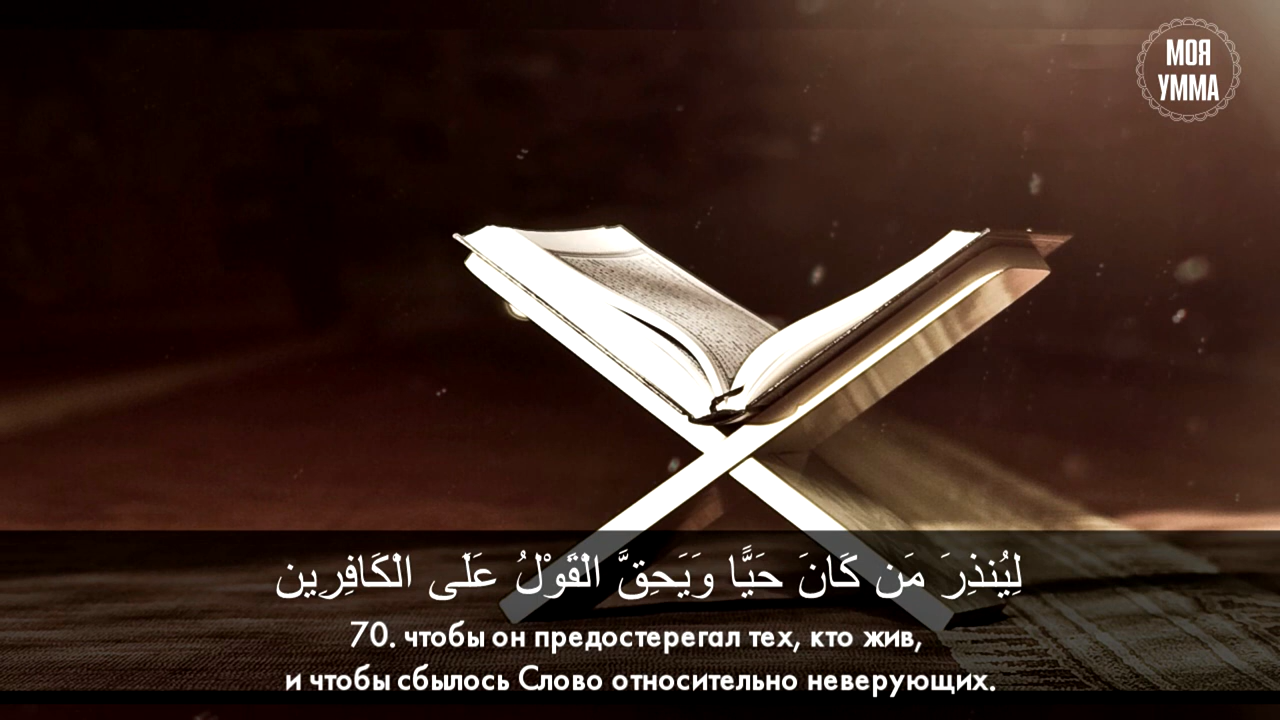 МОЯ
УММА
لِيُنذِرَ مَن كَانَ حَيًّا وَيَحِقَّ الْقَوْلُ عَلَى الْكَافِرِين
70. чтобы он предостерегал тех, кто жив,
и чтобы сбылось Слово относительно неверующих.